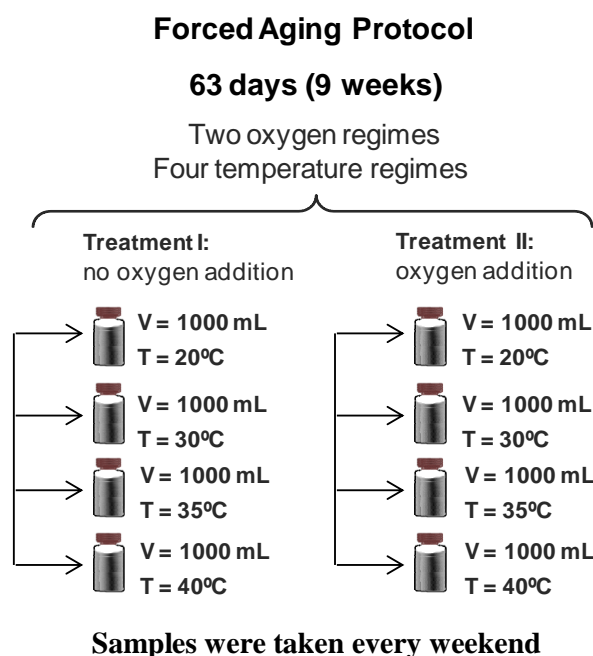 Forced Aging Protocol
63 days (9 weeks)
Two oxygen regimes
Four temperature regimes
Treatment I:
no oxygen addition
V = 1000 mL
T = 20ºC
V = 1000 mL
T = 30ºC
V = 1000 mL
T = 35ºC
V = 1000 mL
T = 40ºC
Treatment II:
oxygen addition
V = 1000 mL
T = 20ºC
V = 1000 mL
T = 30ºC
V = 1000 mL
T = 35ºC
V = 1000 mL
T = 40ºC
Samples were taken every weekend